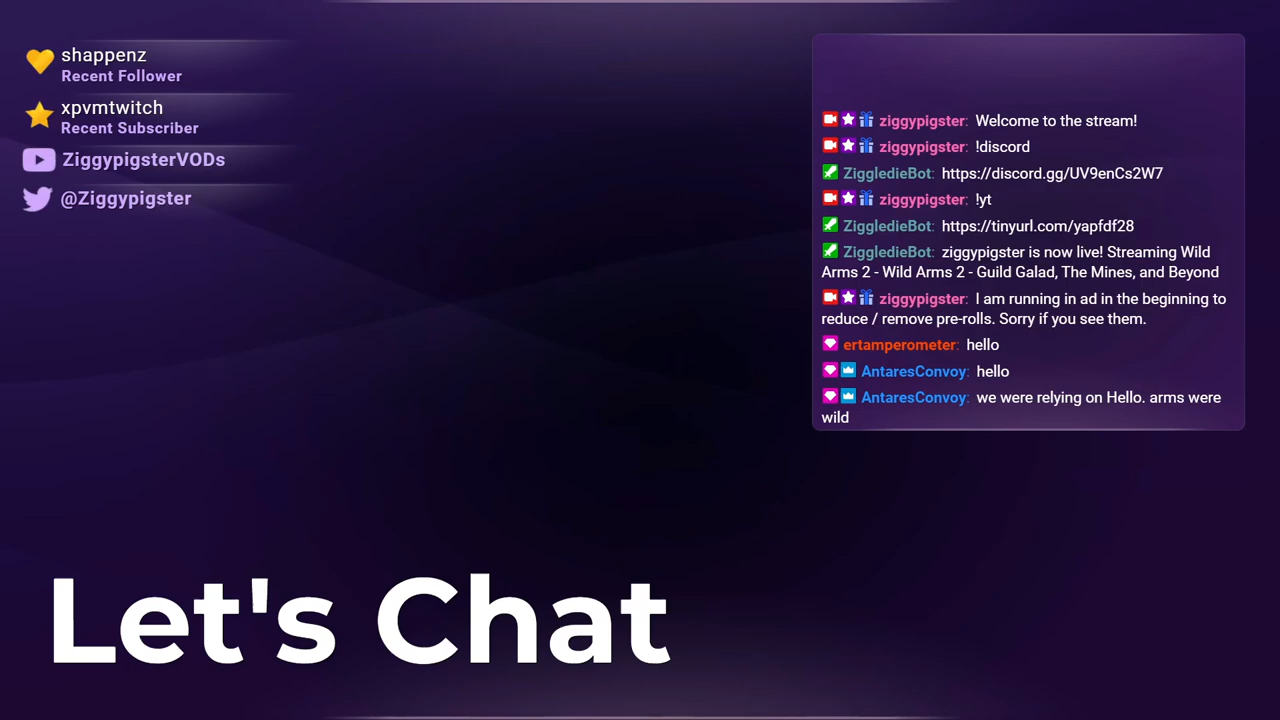 shappenz
Recent Follower
xpvmtwitch
Recent Subscriber
ZiggypigsterVODs
@Ziggypigster
ziggypigster: Welcome to the stream!
ziggypigster: !discord
ZiggledieBot: https://discord.gg/UV9enCs2W7
ziggypigster: !yt
ZiggledieBot: https://tinyurl.com/yapfdf28
ZiggledieBot: ziggypigster is now live! Streaming Wild
Arms 2 - Wild Arms 2 - Guild Galad, The Mines, and Beyond
ziggypigster: I am running in ad in the beginning to
reduce / remove pre-rolls. Sorry if you see them.
ertamperometer: hello
AntaresConvoy: hello
AntaresConvoy: we were relying on Hello. arms were
wild
Let's Chat